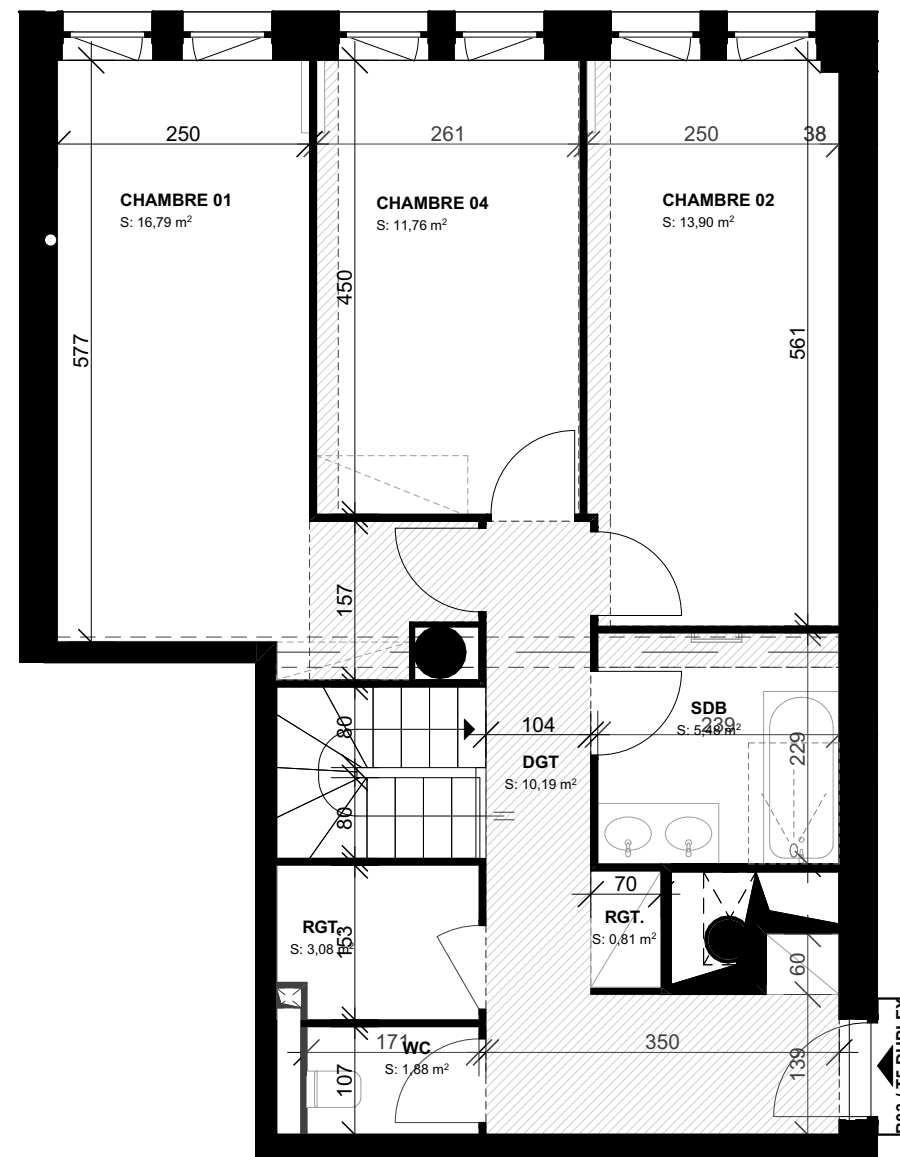 250
261
250
38
CHAMBRE 01
S: 16,79 m²
CHAMBRE 04
S: 11,76 m²
CHAMBRE 02
S: 13,90 m²
450
577
561
157
SDB
S: 5,48 m²
239
80
104
229
DGT
S: 10,19 m²
80
70
RGT.
S: 3,08 m²
153
RGT.
S: 0,81 m²
60
171
WC
S: 1,88 m²
350
139
107